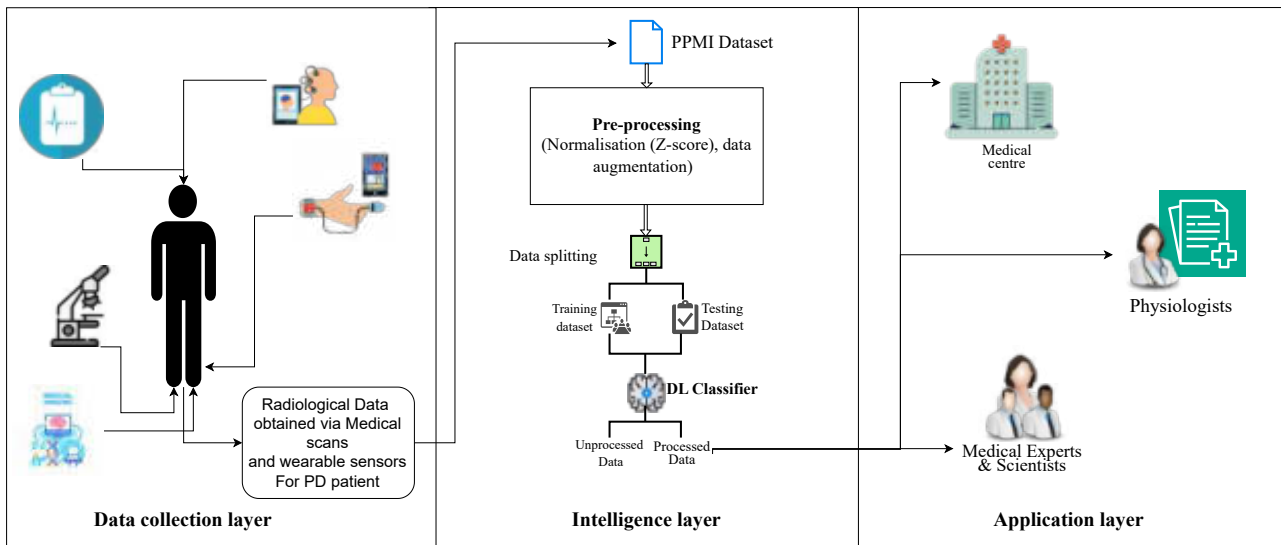 Radiological Data
obtained via Medical
scans
and wearable sensors
For PD patient
Data collection layer
PPMI Dataset
Pre-processing
(Normalisation (Z-score), data
augmentation)
Data splitting
Training
dataset
Testing
Dataset
DL Classifier
Unprocessed
Data
Processed
Data
Intelligence layer
Medical
centre
Physiologists
Medical Experts
& Scientists
Application layer